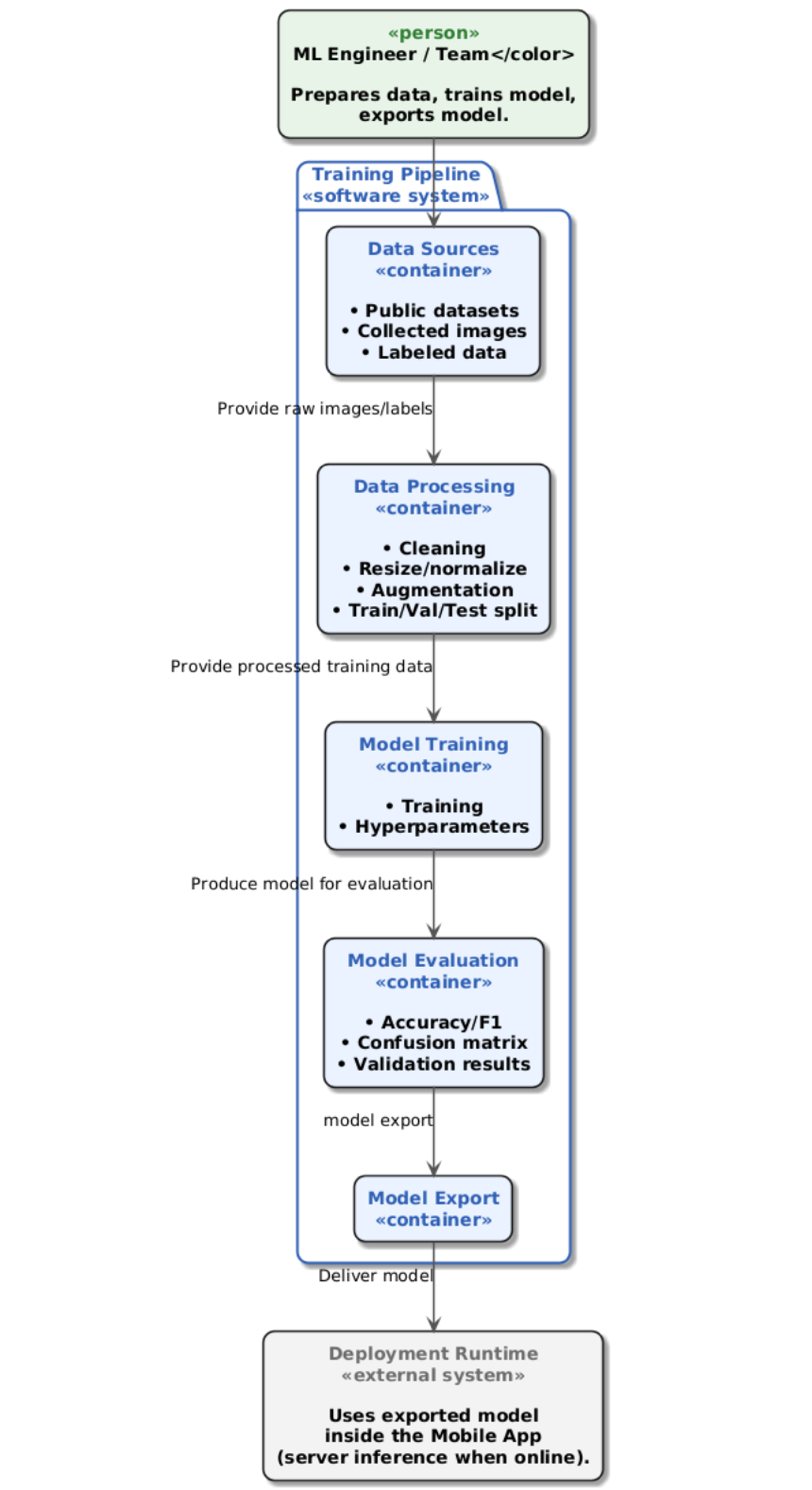 «person»
ML Engineer / Team</color>
Prepares data, trains model,
exports model.
Training Pipeline
«software system»
Data Sources
«container»
• Public datasets
• Collected images
• Labeled data
Provide raw images/labels
Data Processing
«container»
• Cleaning
• Resize/normalize
• Augmentation
• Train/Val/Test split
Provide processed training data
Model Training
«container»
• Training
• Hyperparameters
Produce model for evaluation
Model Evaluation
«container»
• Accuracy/F1
• Confusion matrix
• Validation results
model export
Model Export
«container»
Deliver model
Deployment Runtime
«external system»
Uses exported model
inside the Mobile App
(server inference when online).